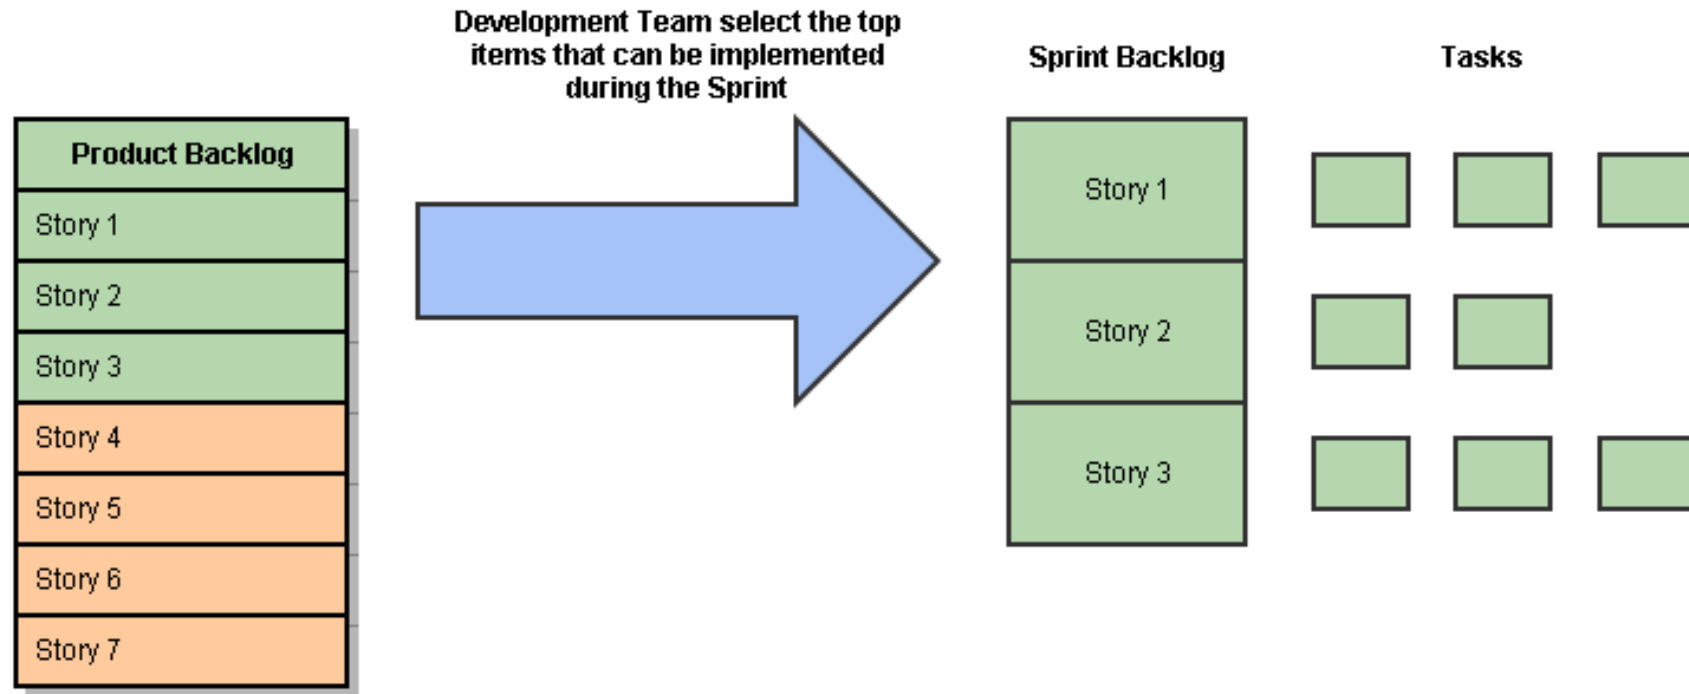 Development Team select the top
items that can be implemented
during the Sprint
Sprint Backlog
Tasks
Product Backlog
Story 1
Story 2
Story 3
Story 4
Story 5
Story 6
Story 7
Story 1
Story 2
Story 3